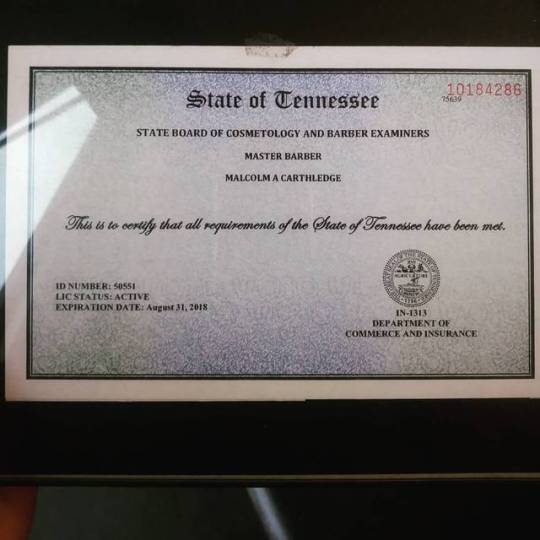 State of Tennessee
10184286
75639
STATE BOARD OF COSMETOLOGY AND BARBER EXAMINERS
MASTER BARBER
MALCOLM A CARTHLEDGE
This is to certify that all requirements of the State of Tennessee have been met.
ID NUMBER: 50551
LIC STATUS: ACTIVE
EXPIRATION DATE: August 31, 2018
AGRICULTURE
1796
IN-1313
DEPARTMENT OF
COMMERCE AND INSURANCE